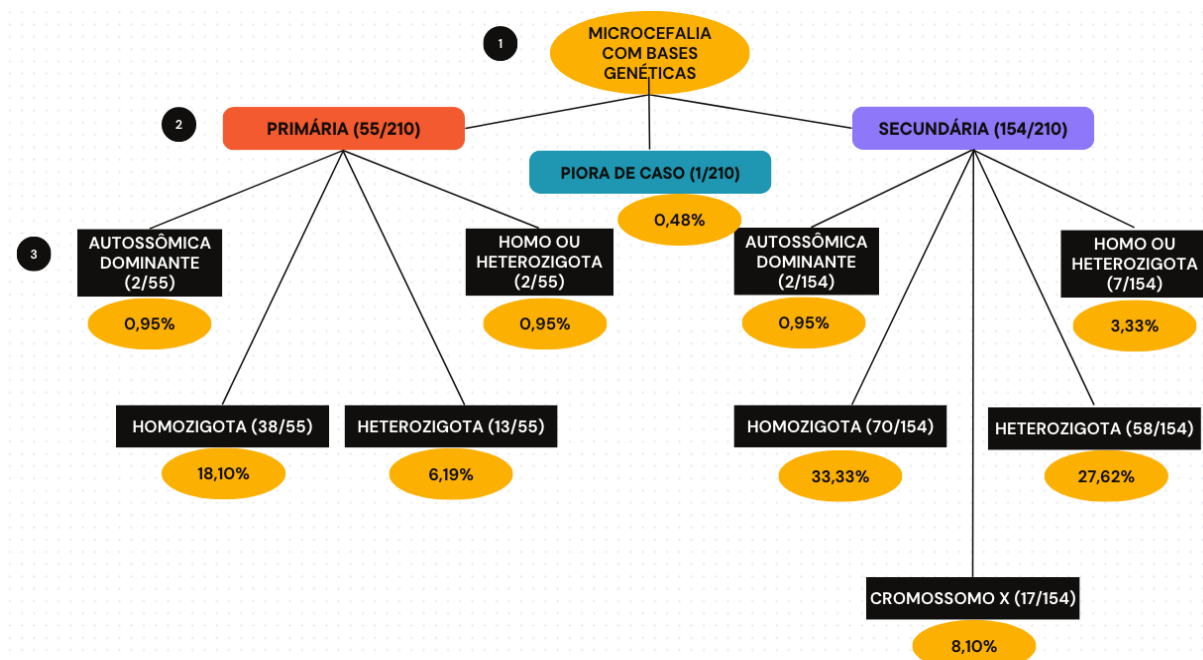 1
MICROCEFALIA
COM BASES
GENÉTICAS
2
PRIMÁRIA (55/210)
SECUNDÁRIA (154/210)
PIORA DE CASO (1/210)
0,48%
3
AUTOSSÔMICA
DOMINANTE
(2/55)
0,95%
HOMO OU
HETEROZIGOTA
(2/55)
0,95%
AUTOSSÔMICA
DOMINANTE
(2/154)
0,95%
HOMO OU
HETEROZIGOTA
(7/154)
3,33%
HOMOZIGOTA (38/55)
18,10%
HETEROZIGOTA (13/55)
6,19%
HOMOZIGOTA (70/154)
33,33%
HETEROZIGOTA (58/154)
27,62%
CROMOSSOMO X (17/154)
8,10%